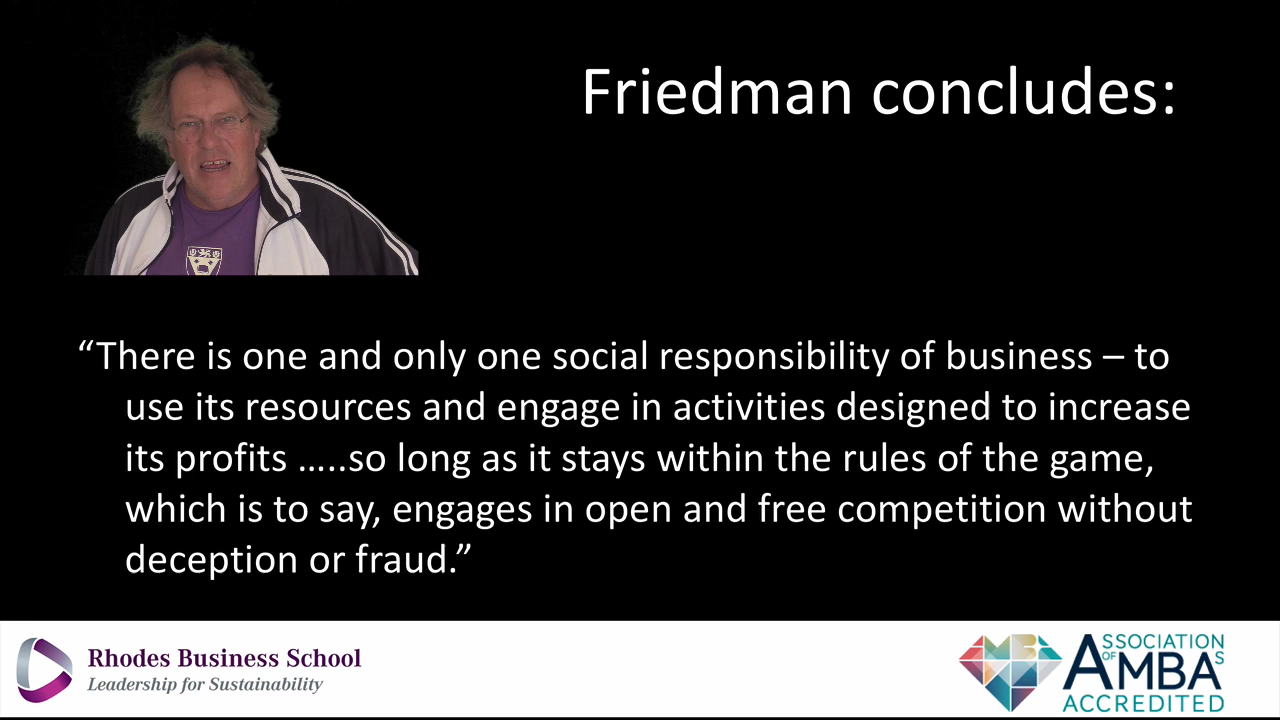 Friedman concludes:
“There is one and only one social responsibility of business – to
use its resources and engage in activities designed to increase
its profits …..so long as it stays within the rules of the game,
which is to say, engages in open and free competition without
deception or fraud.”
Rhodes Business School
Leadership for Sustainability
MBA
ASSOCIATION
OF
AMBA'S
ACCREDITED